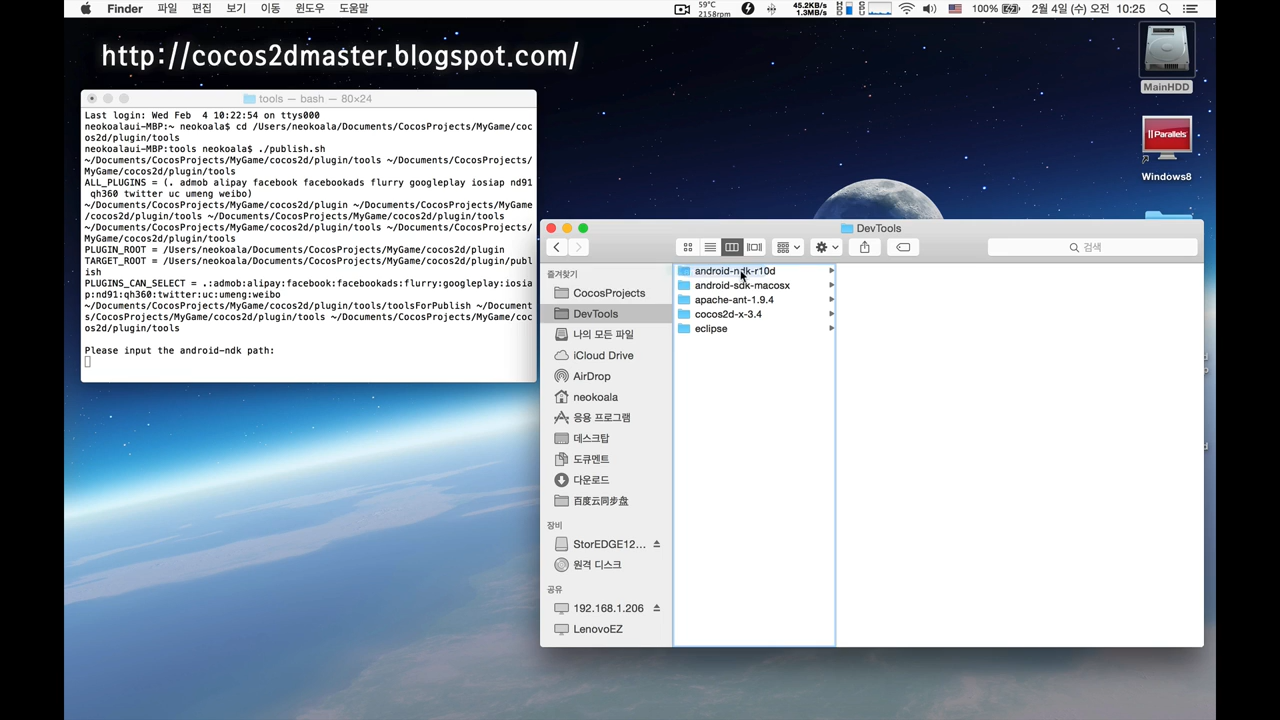 Finder 파일 편집 보기 이동 윈도우 도움말 59°C 2158rpm 45.2KB/s 1.3MB/s 100% 2월 4일 (수) 오전 10:25
http://cocos2dmaster.blogspot.com/
MainHDD
Parallels
Windows8
tools — bash — 80×24
Last login: Wed Feb  4 10:22:54 on ttys000
neokoalaui-MBP:~ neokoala$ cd /Users/neokoala/Documents/CocosProjects/MyGame/coc
os2d/plugin/tools
neokoalaui-MBP:tools neokoala$ ./publish.sh
~/Documents/CocosProjects/MyGame/cocos2d/plugin/tools ~/Documents/CocosProjects/
MyGame/cocos2d/plugin/tools
ALL_PLUGINS = (. admob alipay facebook facebookads flurry googleplay iosiap nd91
 qh360 twitter uc umeng weibo)
~/Documents/CocosProjects/MyGame/cocos2d/plugin ~/Documents/CocosProjects/MyGame
/cocos2d/plugin/tools ~/Documents/CocosProjects/MyGame/cocos2d/plugin/tools
~/Documents/CocosProjects/MyGame/cocos2d/plugin/tools ~/Documents/CocosProjects/
MyGame/cocos2d/plugin/tools
PLUGIN_ROOT = /Users/neokoala/Documents/CocosProjects/MyGame/cocos2d/plugin
TARGET_ROOT = /Users/neokoala/Documents/CocosProjects/MyGame/cocos2d/plugin/publ
ish
PLUGINS_CAN_SELECT = .:admob:alipay:facebook:facebookads:flurry:googleplay:iosia
p:nd91:qh360:twitter:uc:umeng:weibo
~/Documents/CocosProjects/MyGame/cocos2d/plugin/tools/toolsForPublish ~/Document
s/CocosProjects/MyGame/cocos2d/plugin/tools ~/Documents/CocosProjects/MyGame/coc
os2d/plugin/tools
Please input the android-ndk path:
DevTools
검색
즐겨찾기
CocosProjects
DevTools
나의 모든 파일
iCloud Drive
AirDrop
neokoala
응용 프로그램
데스크탑
도큐멘트
다운로드
百度云同步盘
장비
StorEDGE12...
원격 디스크
공유
192.168.1.206
LenovoEZ
android-ndk-r10d
android-sdk-macosx
apache-ant-1.9.4
cocos2d-x-3.4
eclipse